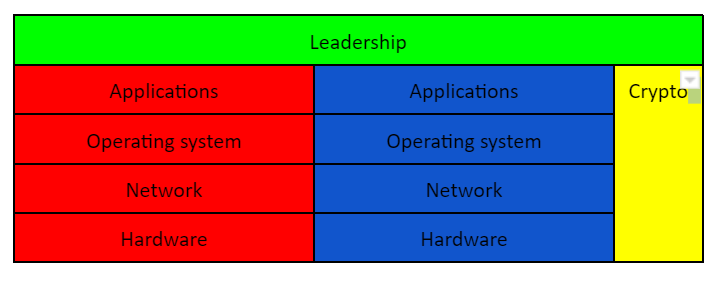 Leadership
Applications Applications Crypto
Operating system Operating system
Network Network
Hardware Hardware